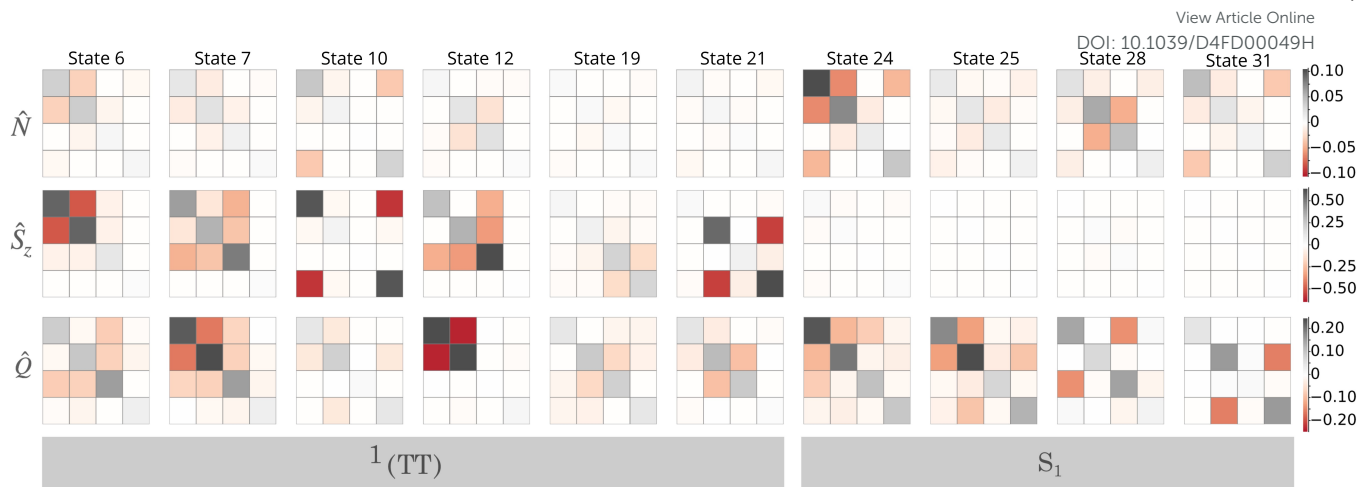 View Article Online
DOI: 10.1039/D4FD00049H
State 6 State 7 State 10 State 12 State 19 State 21 State 24 State 25 State 28 State 31
N̂
0.10
0.05
0
−0.05
−0.10
Ŝz
0.50
0.25
0
−0.25
−0.50
Q̂
0.20
0.10
0
−0.10
−0.20
¹(TT) S₁